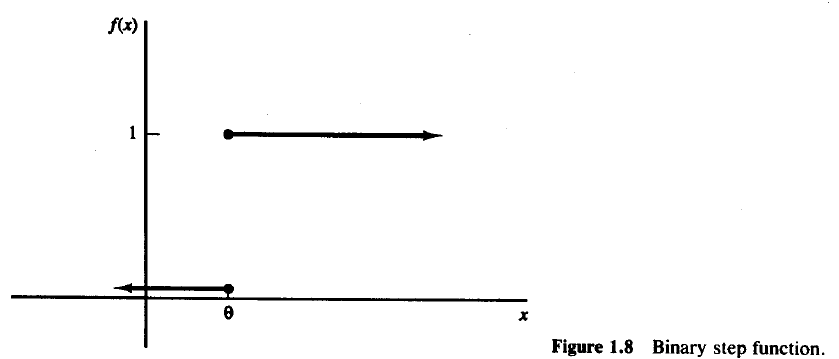 f(x)
1
θ
x
Figure 1.8 Binary step function.